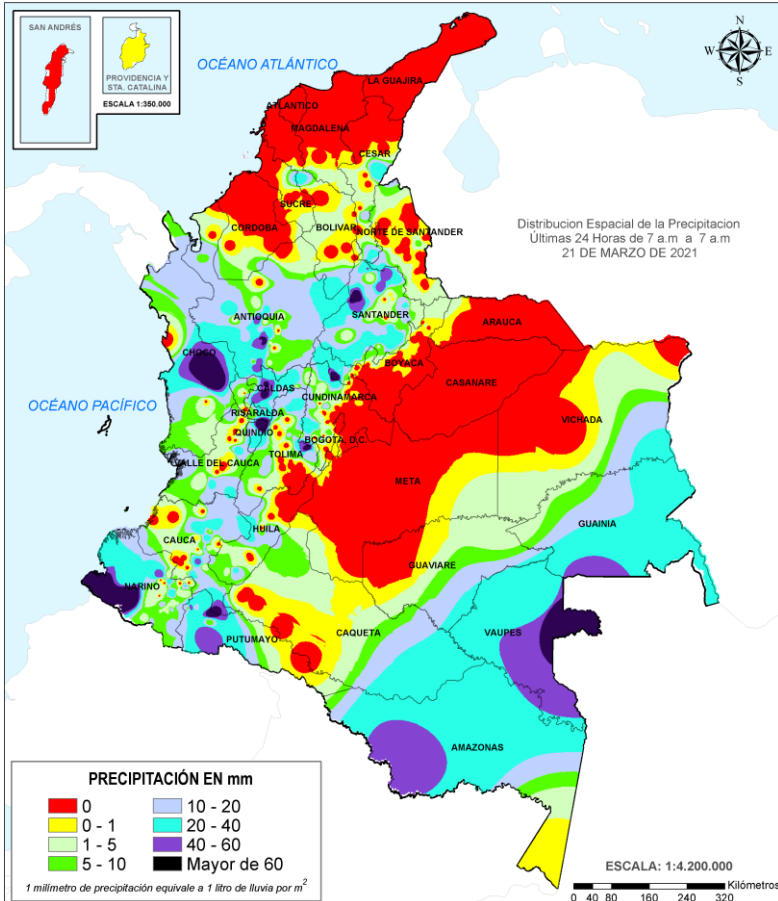 SAN ANDRÉS
PROVIDENCIA Y
STA. CATALINA
ESCALA 1:350.000
OCÉANO ATLÁNTICO
N
W
E
S
LA GUAJIRA
ATLANTICO
MAGDALENA
CESAR
SUCRE
CORDOBA
BOLIVAR
NORTE DE SANTANDER
Distribucion Espacial de la Precipitacion
Últimas 24 Horas de 7 a.m a 7 a.m
21 DE MARZO DE 2021
ANTIOQUIA
SANTANDER
ARAUCA
CHOCO
BOYACA
CASANARE
CALDAS
CUNDINAMARCA
OCÉANO PACÍFICO
RISARALDA
VICHADA
QUINDIO
BOGOTA, D.C.
TOLIMA
VALLE DEL CAUCA
META
GUAINIA
HUILA
CAUCA
GUAVIARE
NARIÑO
CAQUETA
VAUPES
PUTUMAYO
AMAZONAS
PRECIPITACIÓN EN mm
0
0 - 1
1 - 5
5 - 10
10 - 20
20 - 40
40 - 60
Mayor de 60
1 milímetro de precipitación equivale a 1 litro de lluvia por m²
ESCALA: 1:4.200.000
Kilómetros
0 40 80 160 240 320